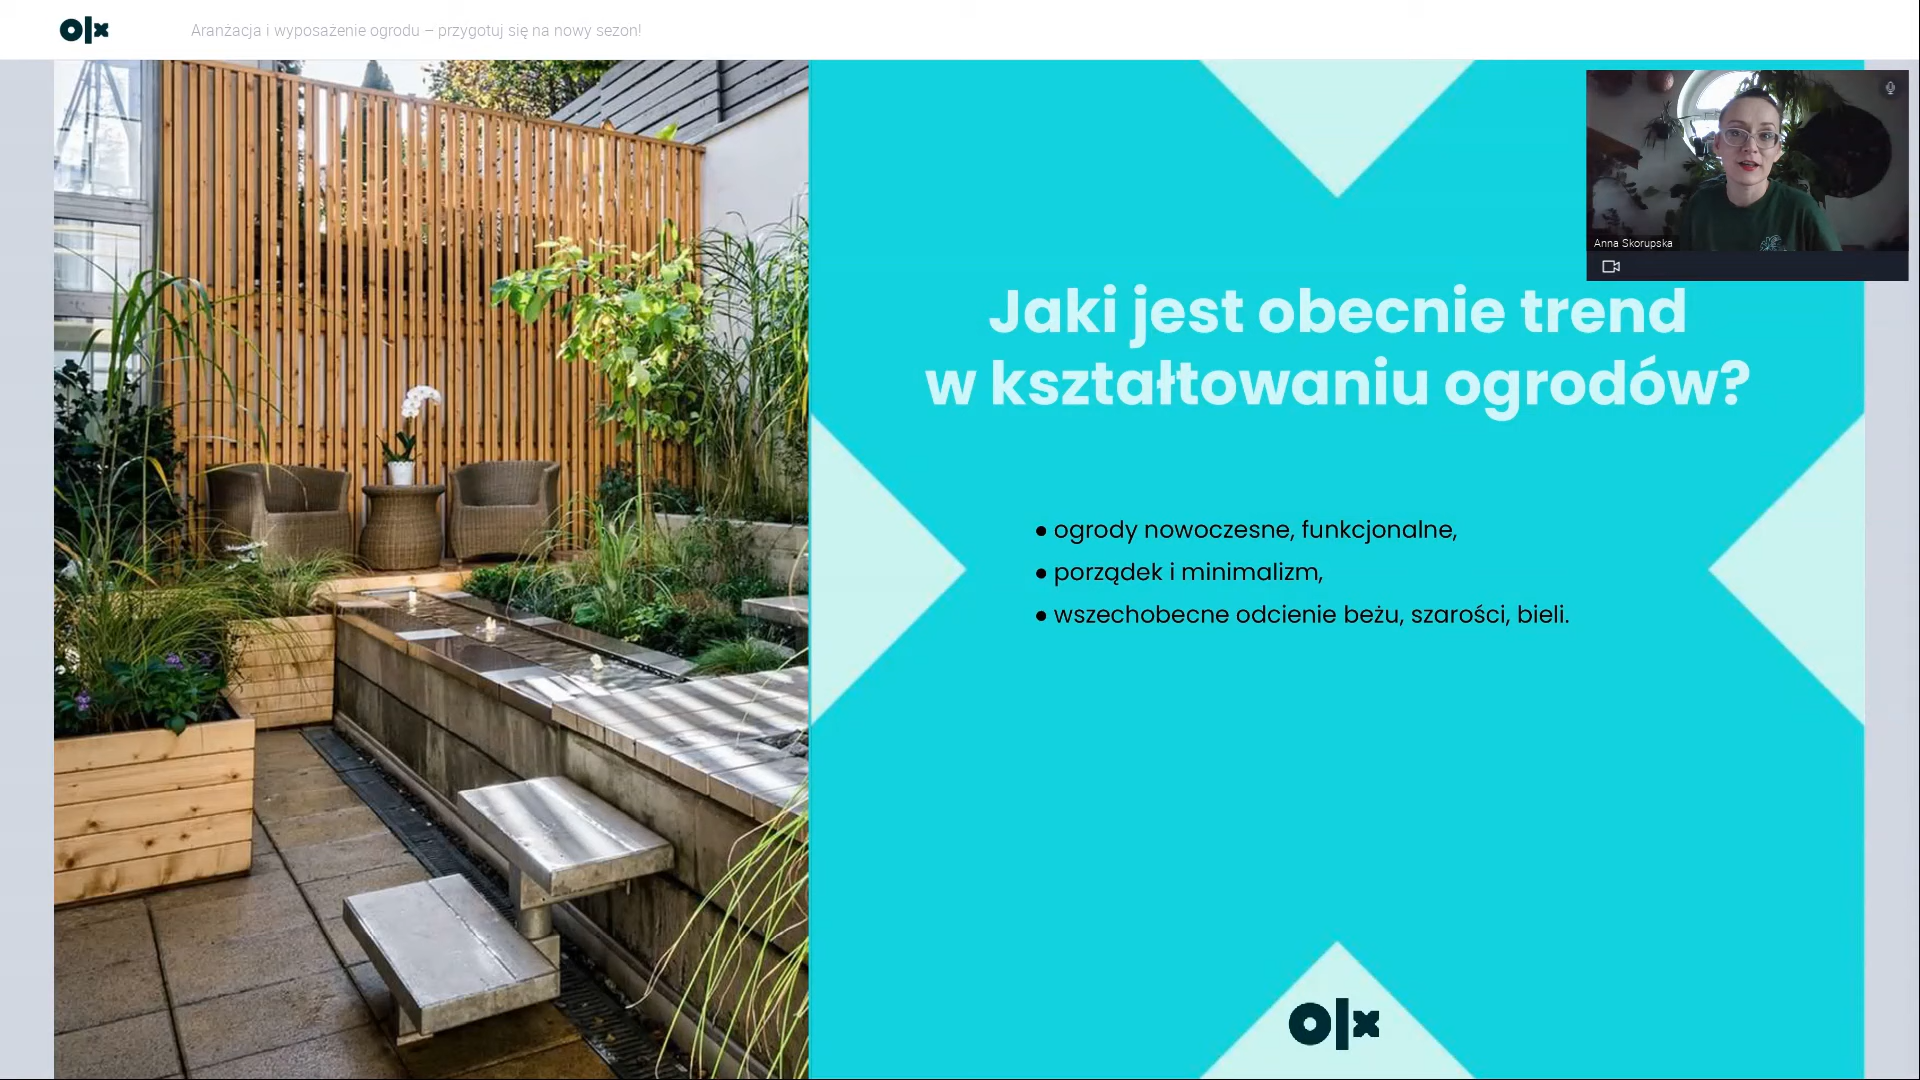 olx
Aranżacja i wyposażenie ogrodu – przygotuj się na nowy sezon!
Anna Skorupska
Jaki jest obecnie trend
w kształtowaniu ogrodów?
● ogrody nowoczesne, funkcjonalne,
● porządek i minimalizm,
● wszechobecne odcienie beżu, szarości, bieli.
olx